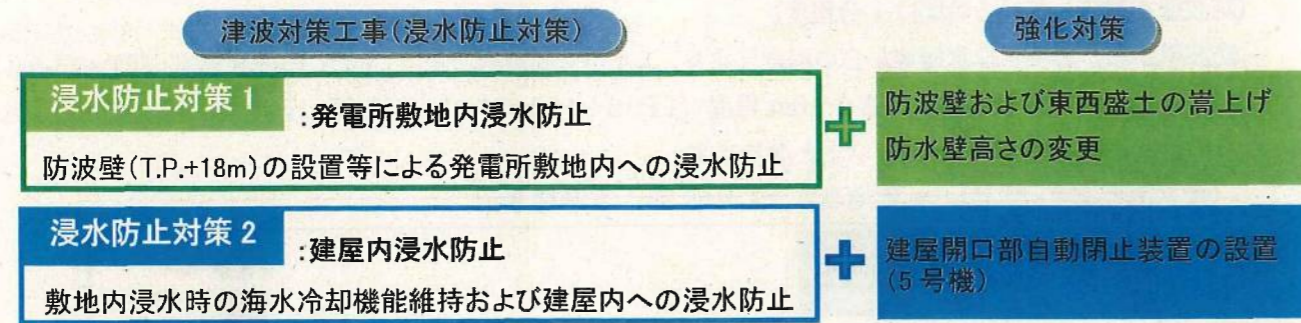 津波対策工事(浸水防止対策)
強化対策
浸水防止対策1
:発電所敷地内浸水防止
防波壁(T.P.+18m)の設置等による発電所敷地内への浸水防止
防波壁および東西盛土の嵩上げ
防水壁高さの変更
浸水防止対策2
:建屋内浸水防止
敷地内浸水時の海水冷却機能維持および建屋内への浸水防止
建屋開口部自動閉止装置の設置
(5号機)